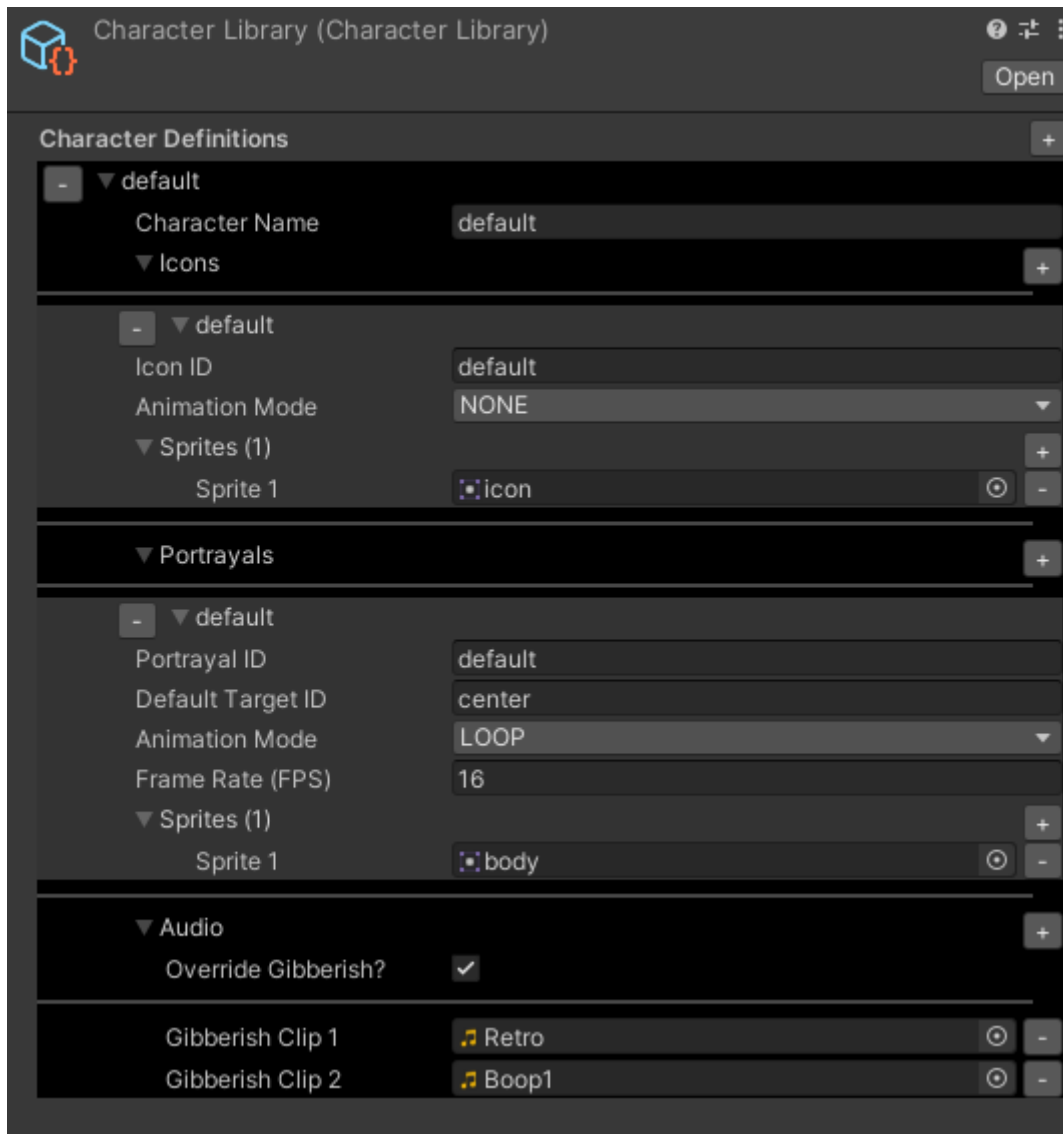 Character Library (Character Library)
Open
Character Definitions +
- default
Character Name default
Icons +
- default
Icon ID default
Animation Mode NONE
Sprites (1) +
Sprite 1 icon -
Portrayals +
- default
Portrayal ID default
Default Target ID center
Animation Mode LOOP
Frame Rate (FPS) 16
Sprites (1) +
Sprite 1 body -
Audio +
Override Gibberish?
Gibberish Clip 1 Retro -
Gibberish Clip 2 Boop1 -